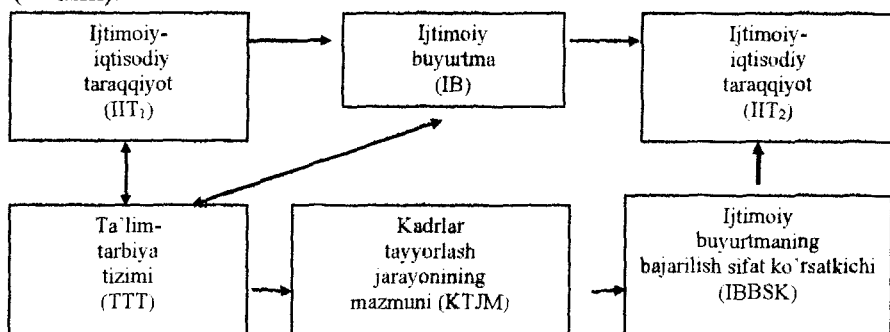 Ijtimoiy-
iqtisodiy
taraqqiyot
(IIT₁)
Ijtimoiy
buyurtma
(IB)
Ijtimoiy-
iqtisodiy
taraqqiyot
(IIT₂)
Ta`lim-
tarbiya
tizimi
(TTT)
Kadrlar
tayyorlash
jarayonining
mazmuni (KTJM)
Ijtimoiy
buyurtmaning
bajarilish sifat ko`rsatkichi
(IBBSK)